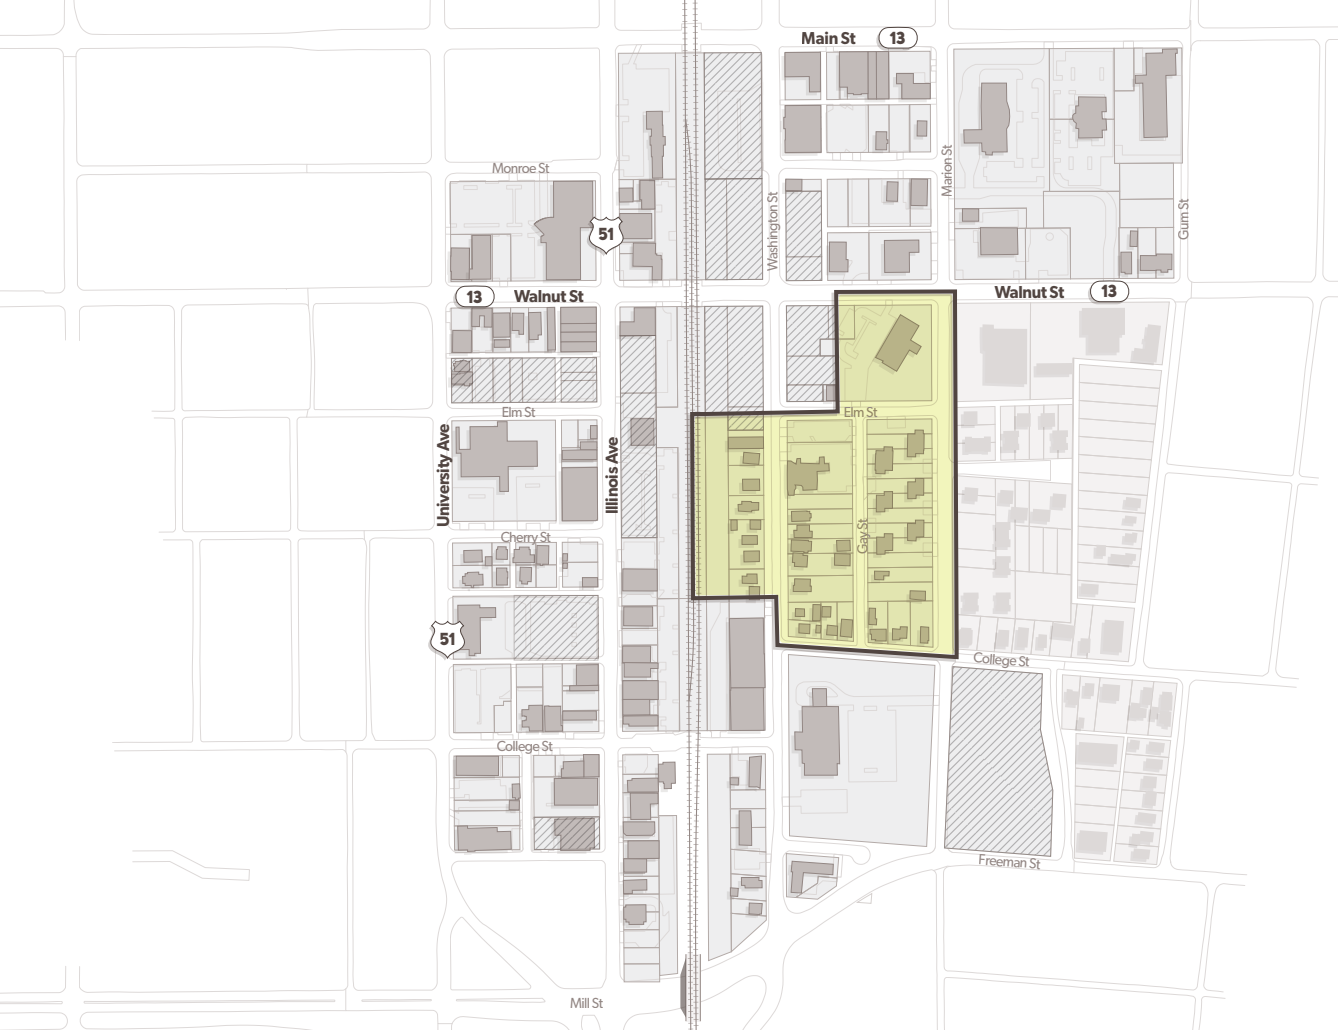 Main St 13
Monroe St
Marion St
Washington St
Gum St
51
13 Walnut St
Walnut St 13
Elm St
Elm St
University Ave
Illinois Ave
Gay St
Cherry St
51
College St
College St
Freeman St
Mill St